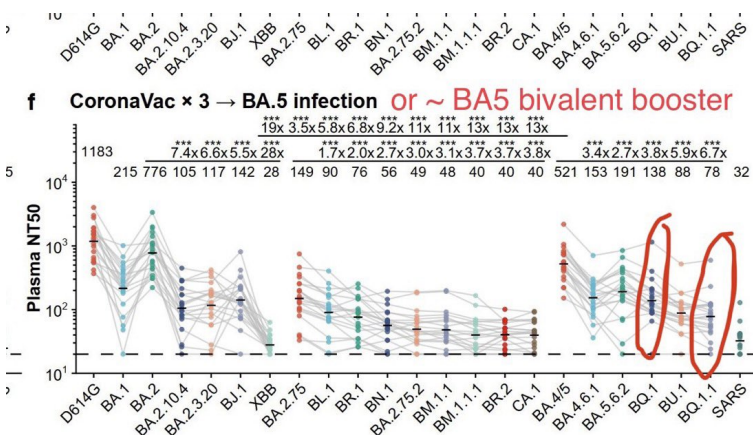 10
D614G BA.1 BA.2 BA.2.10.4 BA.2.3.20 BJ.1 XBB BA.2.75 BL.1 BR.1 BN.1 BA.2.75.2 BM.1.1 BM.1.1.1 BR.2 CA.1 BA.4/5 BA.4.6.1 BA.5.6.2 BQ.1 BU.1 BQ.1.1 SARS
f CoronaVac × 3 → BA.5 infection or ~ BA5 bivalent booster
*** *** *** *** *** *** *** *** *** ***
19x 3.5x 5.8x 6.8x 9.2x 11x 11x 13x 13x 13x
*** *** *** *** *** *** *** *** *** *** *** *** *** *** *** *** *** ***
7.4x 6.6x 5.5x 28x 1.7x 2.0x 2.7x 3.0x 3.1x 3.7x 3.7x 3.8x 3.4x 2.7x 3.8x 5.9x 6.7x
1183 215 776 105 117 142 28 149 90 76 56 49 48 40 40 40 521 153 191 138 88 78 32
Plasma NT50
10⁴
10³
10²
10¹
D614G BA.1 BA.2 BA.2.10.4 BA.2.3.20 BJ.1 XBB BA.2.75 BL.1 BR.1 BN.1 BA.2.75.2 BM.1.1 BM.1.1.1 BR.2 CA.1 BA.4/5 BA.4.6.1 BA.5.6.2 BQ.1 BU.1 BQ.1.1 SARS